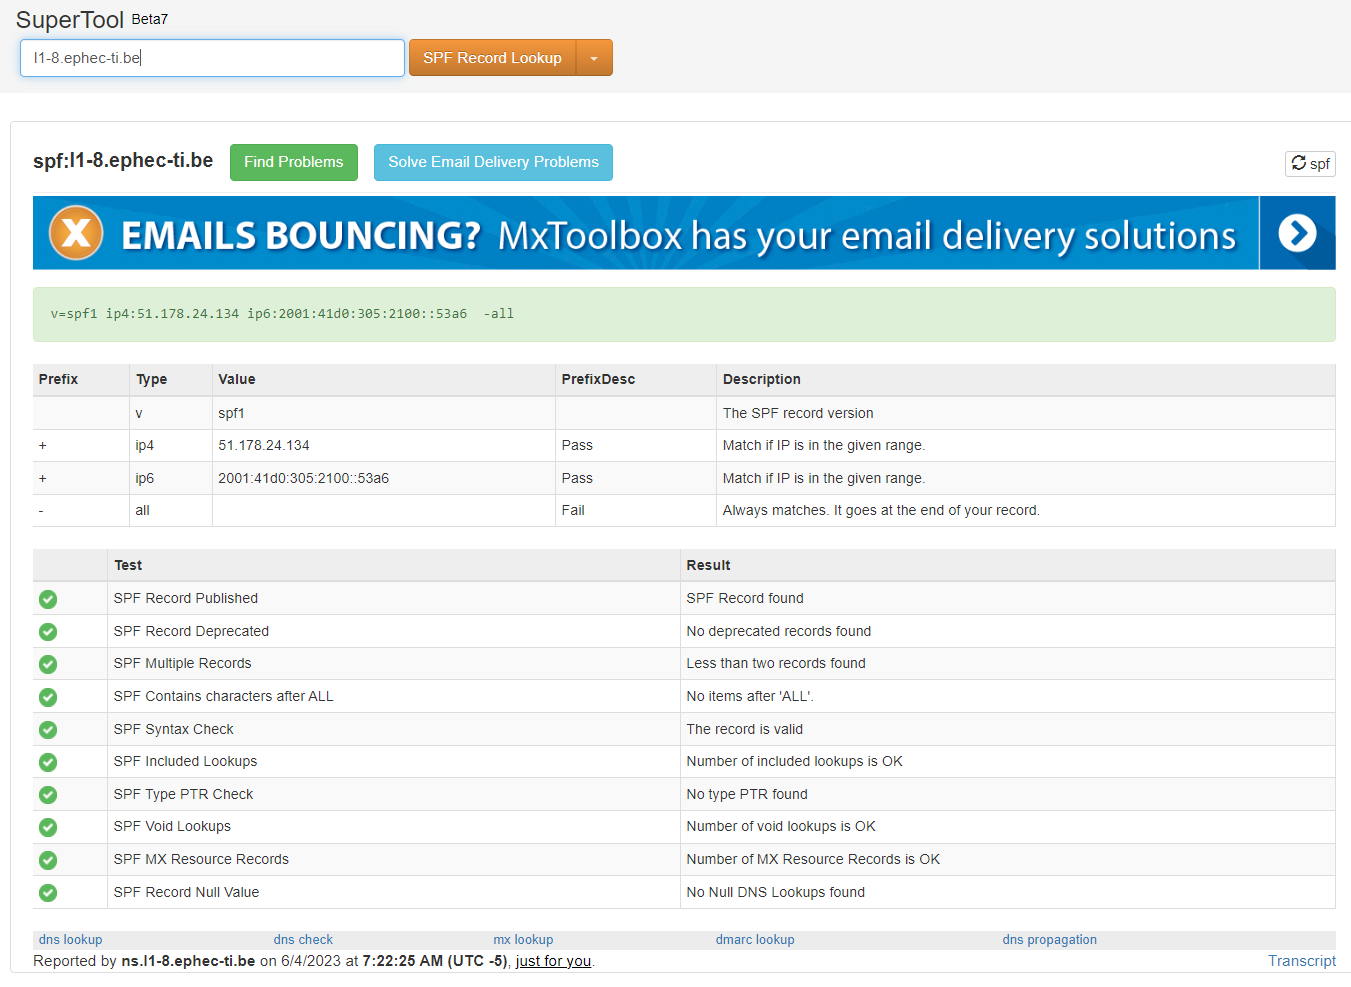 SuperTool Beta7
l1-8.ephec-ti.be SPF Record Lookup
spf:l1-8.ephec-ti.be Find Problems Solve Email Delivery Problems spf
X EMAILS BOUNCING? MxToolbox has your email delivery solutions
v=spf1 ip4:51.178.24.134 ip6:2001:41d0:305:2100::53a6  -all
Prefix Type Value PrefixDesc Description
v spf1 The SPF record version
+ ip4 51.178.24.134 Pass Match if IP is in the given range.
+ ip6 2001:41d0:305:2100::53a6 Pass Match if IP is in the given range.
- all Fail Always matches. It goes at the end of your record.
Test Result
SPF Record Published SPF Record found
SPF Record Deprecated No deprecated records found
SPF Multiple Records Less than two records found
SPF Contains characters after ALL No items after 'ALL'.
SPF Syntax Check The record is valid
SPF Included Lookups Number of included lookups is OK
SPF Type PTR Check No type PTR found
SPF Void Lookups Number of void lookups is OK
SPF MX Resource Records Number of MX Resource Records is OK
SPF Record Null Value No Null DNS Lookups found
dns lookup dns check mx lookup dmarc lookup dns propagation
Reported by ns.l1-8.ephec-ti.be on 6/4/2023 at 7:22:25 AM (UTC -5), just for you. Transcript